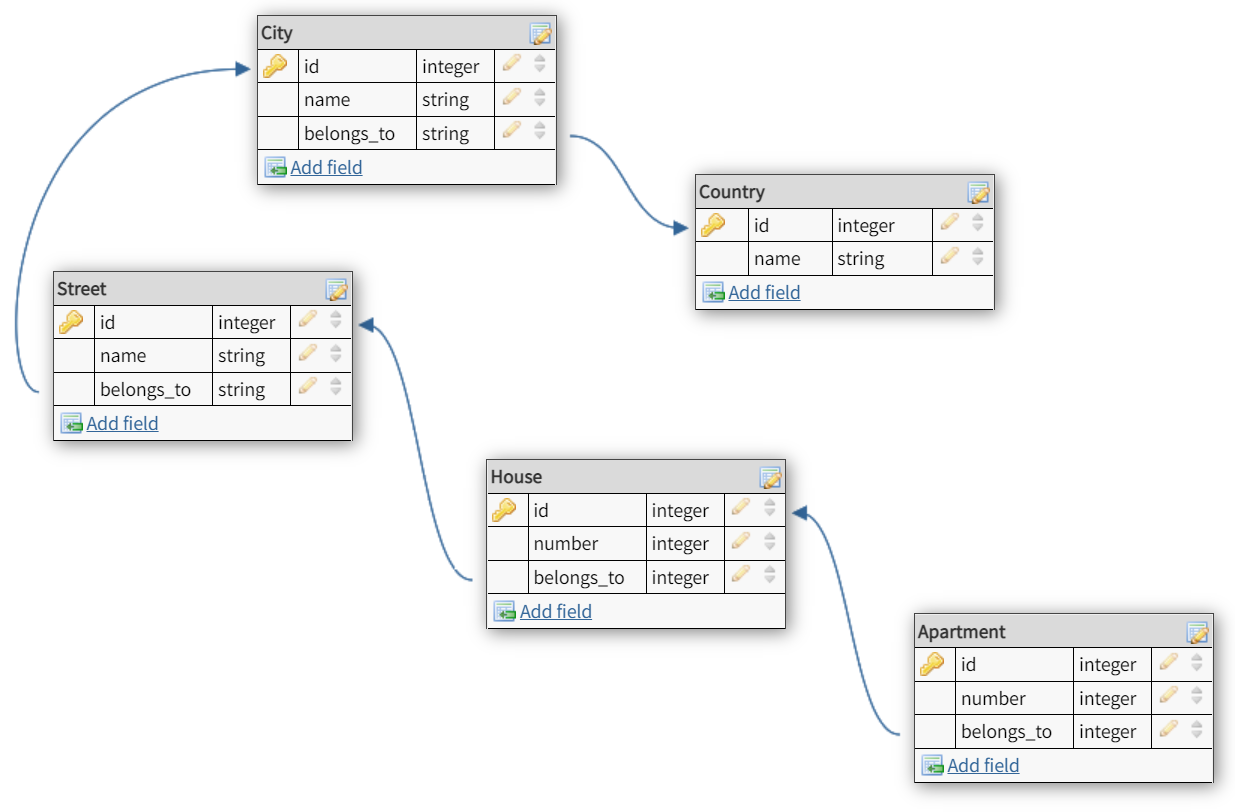 City
id integer
name string
belongs_to string
Add field
Country
id integer
name string
Add field
Street
id integer
name string
belongs_to string
Add field
House
id integer
number integer
belongs_to integer
Add field
Apartment
id integer
number integer
belongs_to integer
Add field